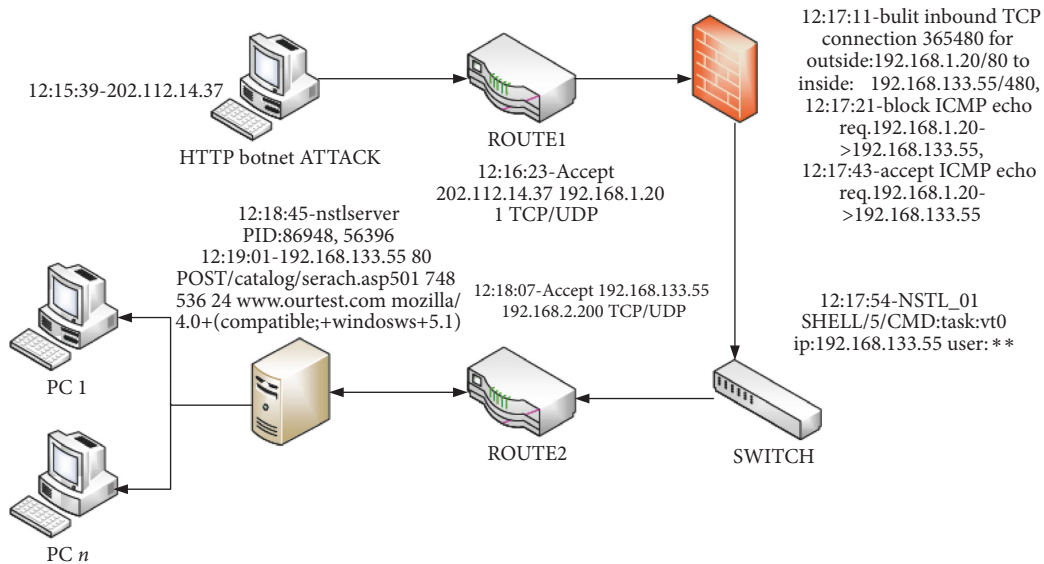 12:15:39-202.112.14.37
HTTP botnet ATTACK
ROUTE1
12:16:23-Accept
202.112.14.37 192.168.1.20
1 TCP/UDP
12:17:11-bulit inbound TCP
connection 365480 for
outside:192.168.1.20/80 to
inside: 192.168.133.55/480,
12:17:21-block ICMP echo
req.192.168.1.20-
>192.168.133.55,
12:17:43-accept ICMP echo
req.192.168.1.20-
>192.168.133.55
12:17:54-NSTL_01
SHELL/5/CMD:task:vt0
ip:192.168.133.55 user:**
SWITCH
12:18:07-Accept 192.168.133.55
192.168.2.200 TCP/UDP
ROUTE2
12:18:45-nstlserver
PID:86948, 56396
12:19:01-192.168.133.55 80
POST/catalog/serach.asp501 748
536 24 www.ourtest.com mozilla/
4.0+(compatible;+windosws+5.1)
PC 1
PC n